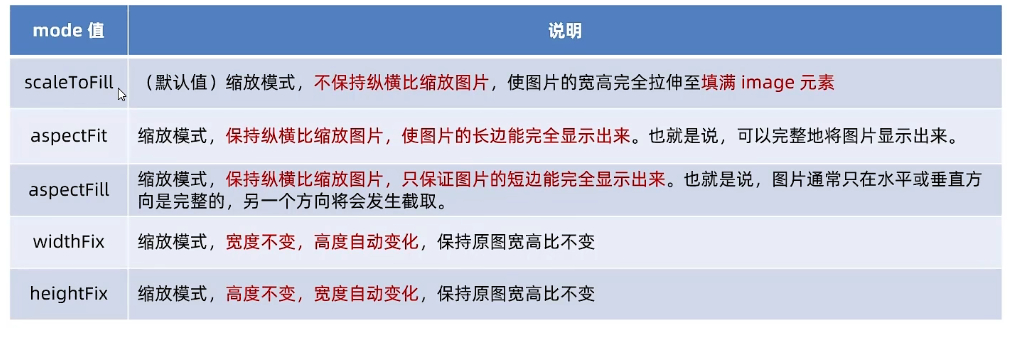 mode 值 说明
scaleToFill （默认值）缩放模式，不保持纵横比缩放图片，使图片的宽高完全拉伸至填满 image 元素
aspectFit 缩放模式，保持纵横比缩放图片，使图片的长边能完全显示出来。也就是说，可以完整地将图片显示出来。
aspectFill 缩放模式，保持纵横比缩放图片，只保证图片的短边能完全显示出来。也就是说，图片通常只在水平或垂直方
向是完整的，另一个方向将会发生截取。
widthFix 缩放模式，宽度不变，高度自动变化，保持原图宽高比不变
heightFix 缩放模式，高度不变，宽度自动变化，保持原图宽高比不变